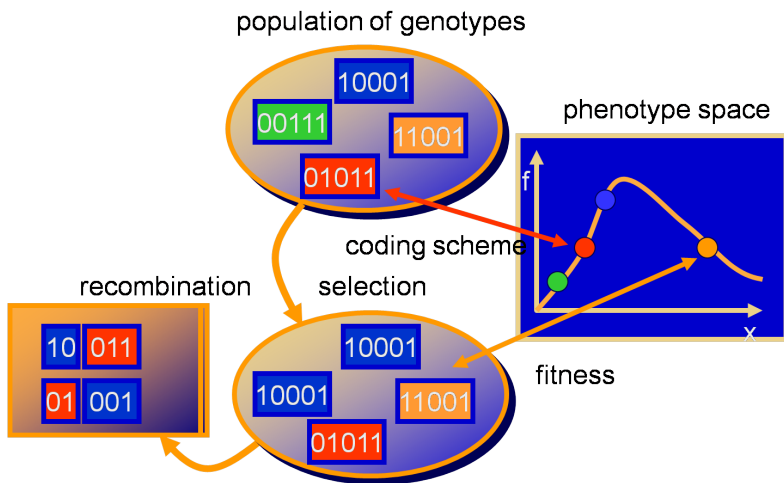 population of genotypes
10001
00111
11001
01011
phenotype space
f
x
coding scheme
recombination
selection
10 011
01 001
10001
10001
11001
01011
fitness